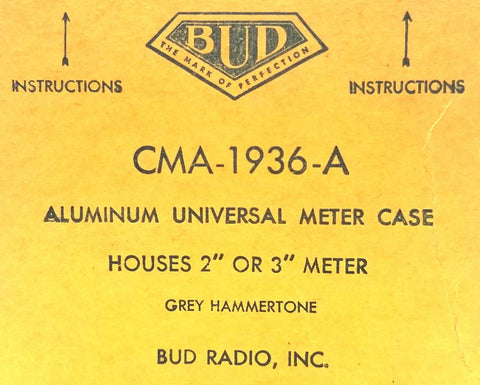 BUD
THE MARK OF PERFECTION
INSTRUCTIONS INSTRUCTIONS
CMA-1936-A
ALUMINUM UNIVERSAL METER CASE
HOUSES 2" OR 3" METER
GREY HAMMERTONE
BUD RADIO, INC.